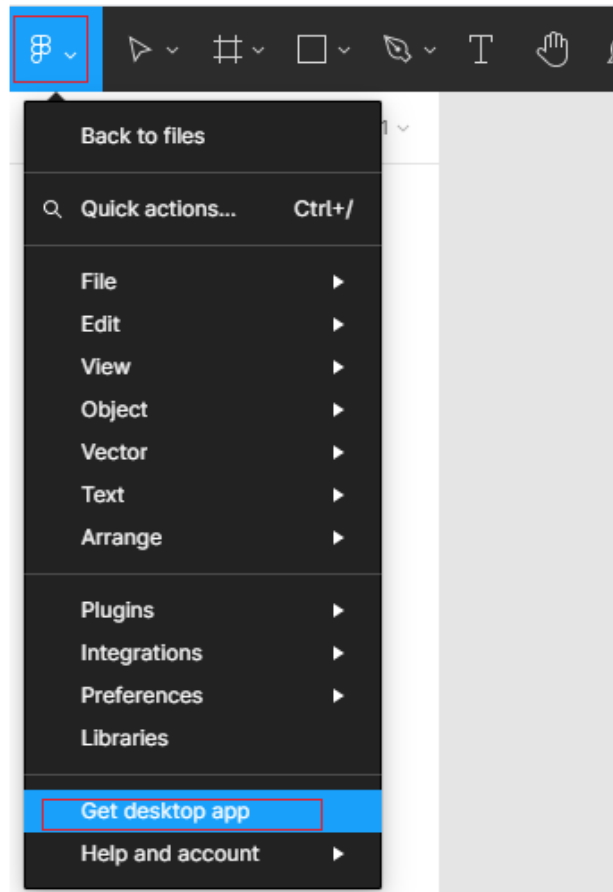 Back to files
1
Quick actions... Ctrl+/
File
Edit
View
Object
Vector
Text
Arrange
Plugins
Integrations
Preferences
Libraries
Get desktop app
Help and account